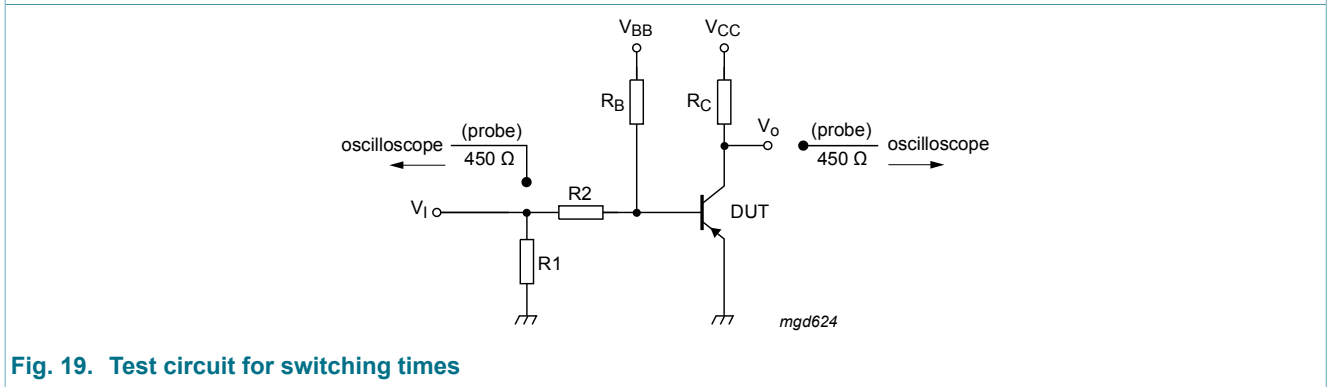 VBB
VCC
RB
RC
Vo
(probe)
oscilloscope
450 Ω
(probe)
oscilloscope
450 Ω
R2
VI
DUT
R1
mgd624
Fig. 19. Test circuit for switching times